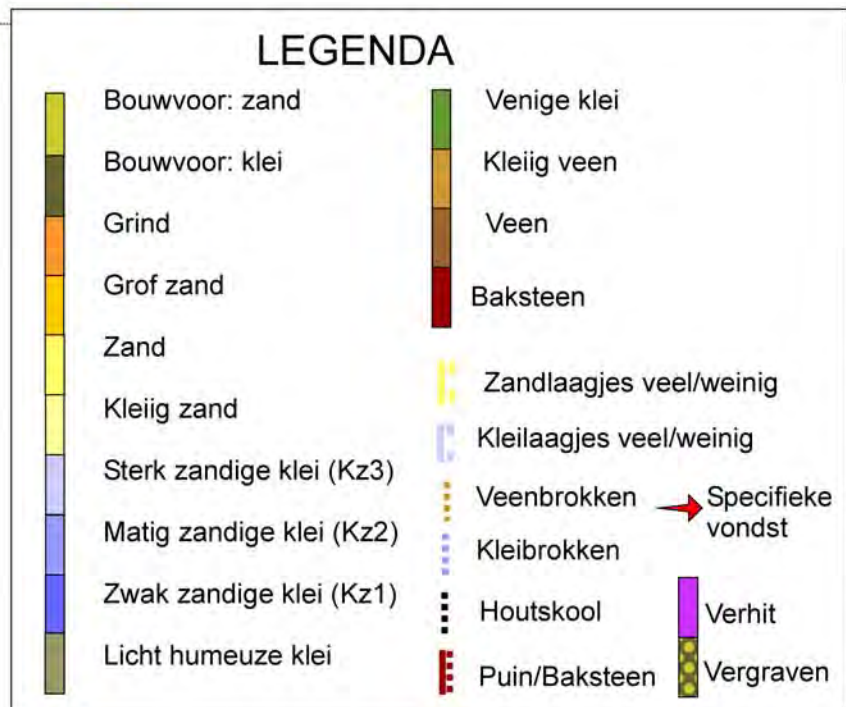 LEGENDA
Bouwvoor: zand
Bouwvoor: klei
Grind
Grof zand
Zand
Kleiig zand
Sterk zandige klei (Kz3)
Matig zandige klei (Kz2)
Zwak zandige klei (Kz1)
Licht humeuze klei
Venige klei
Kleiig veen
Veen
Baksteen
Zandlaagjes veel/weinig
Kleilaagjes veel/weinig
Veenbrokken
Kleibrokken
Houtskool
Puin/Baksteen
Specifieke
vondst
Verhit
Vergraven